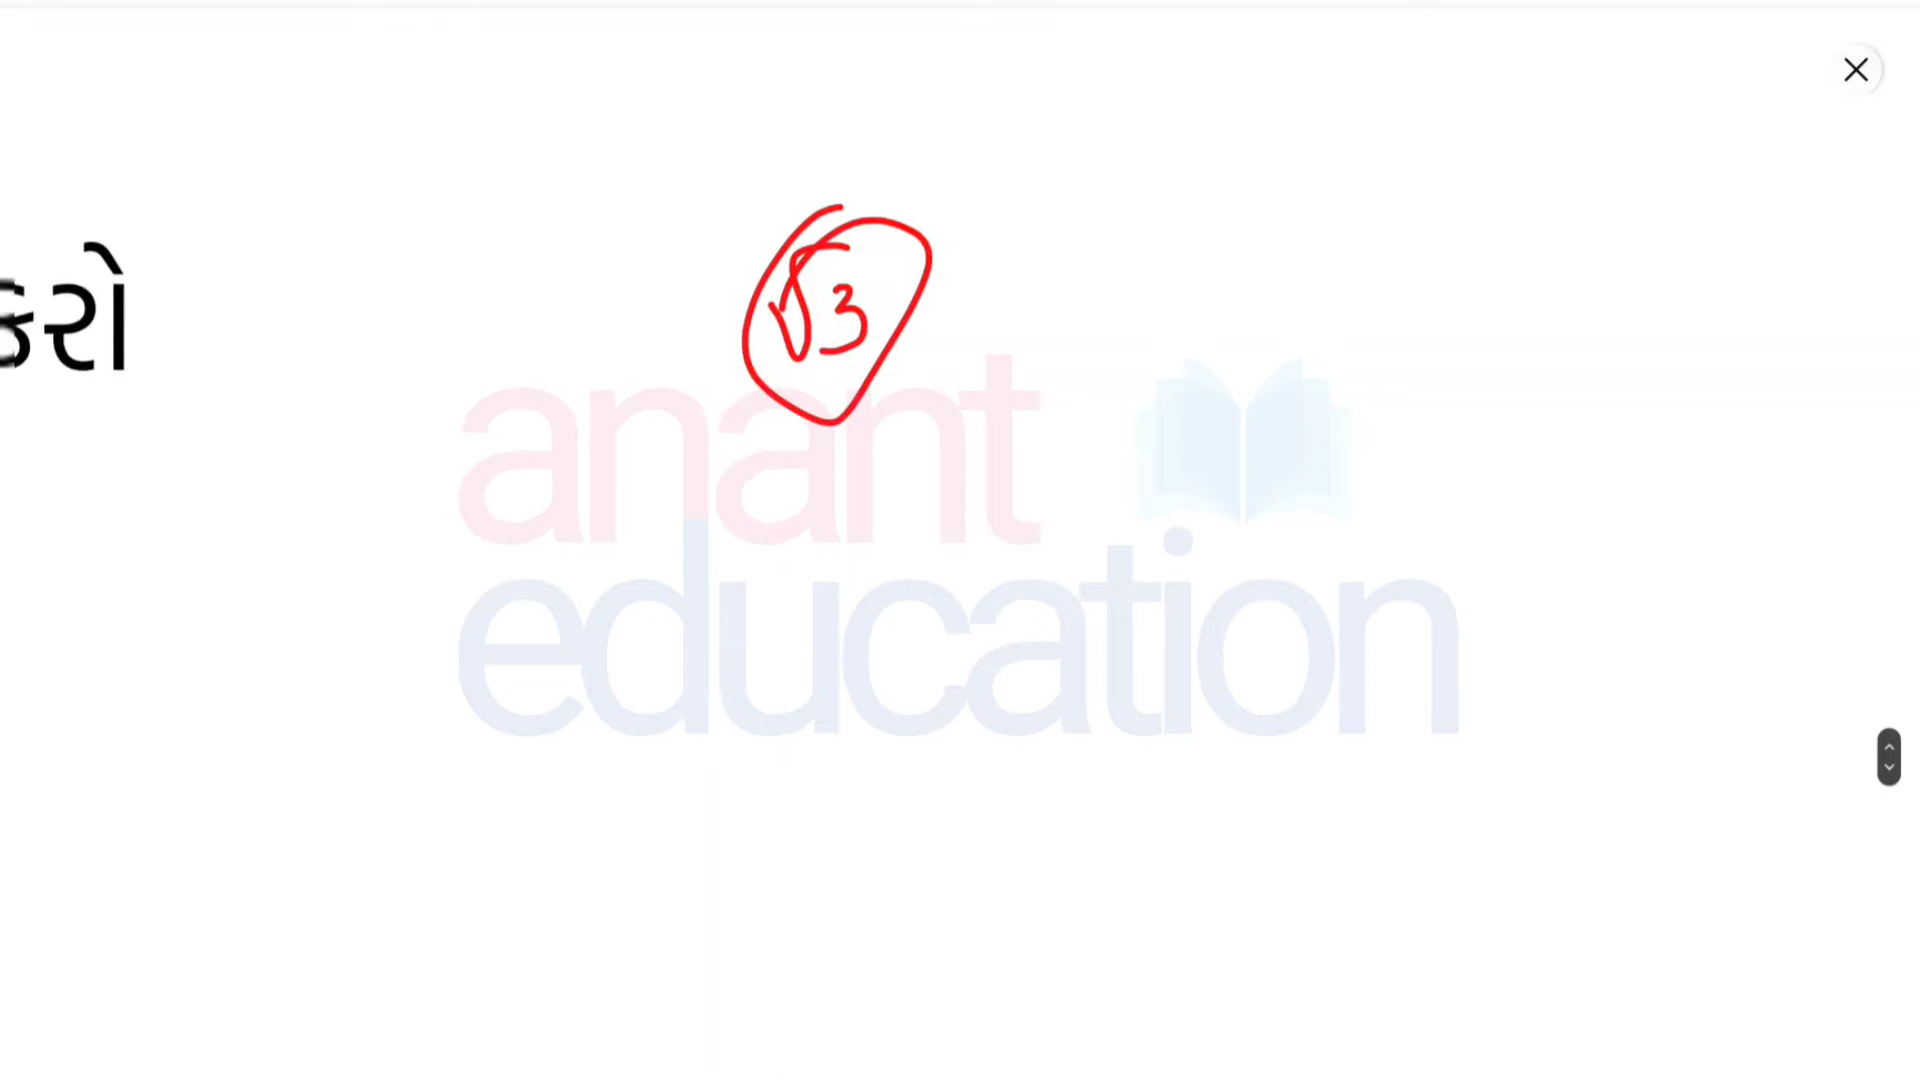 કરો
√3
anant
education